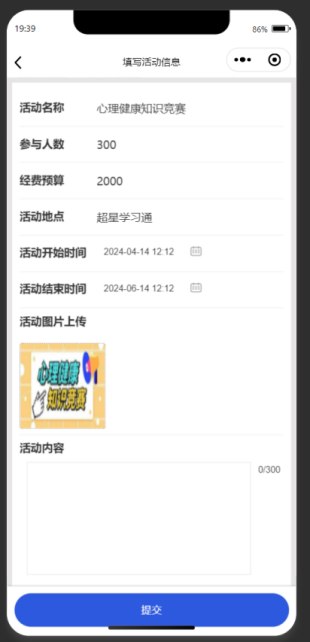 19:39
86%
填写活动信息
活动名称 心理健康知识竞赛
参与人数 300
经费预算 2000
活动地点 超星学习通
活动开始时间 2024-04-14 12:12
活动结束时间 2024-06-14 12:12
活动图片上传
心理健康
知识竞赛
活动内容
0/300
提交